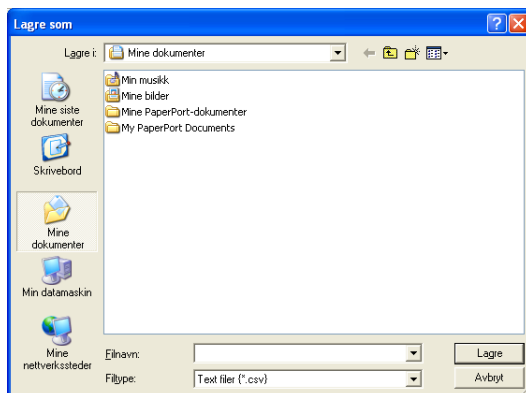 Lagre som
Lagre i:
Mine dokumenter
Mine siste
dokumenter
Skrivebord
Mine
dokumenter
Min datamaskin
Mine
nettverkssteder
Min musikk
Mine bilder
Mine PaperPort-dokumenter
My PaperPort Documents
Filnavn:
Lagre
Filtype:
Text filer (*.csv)
Avbryt